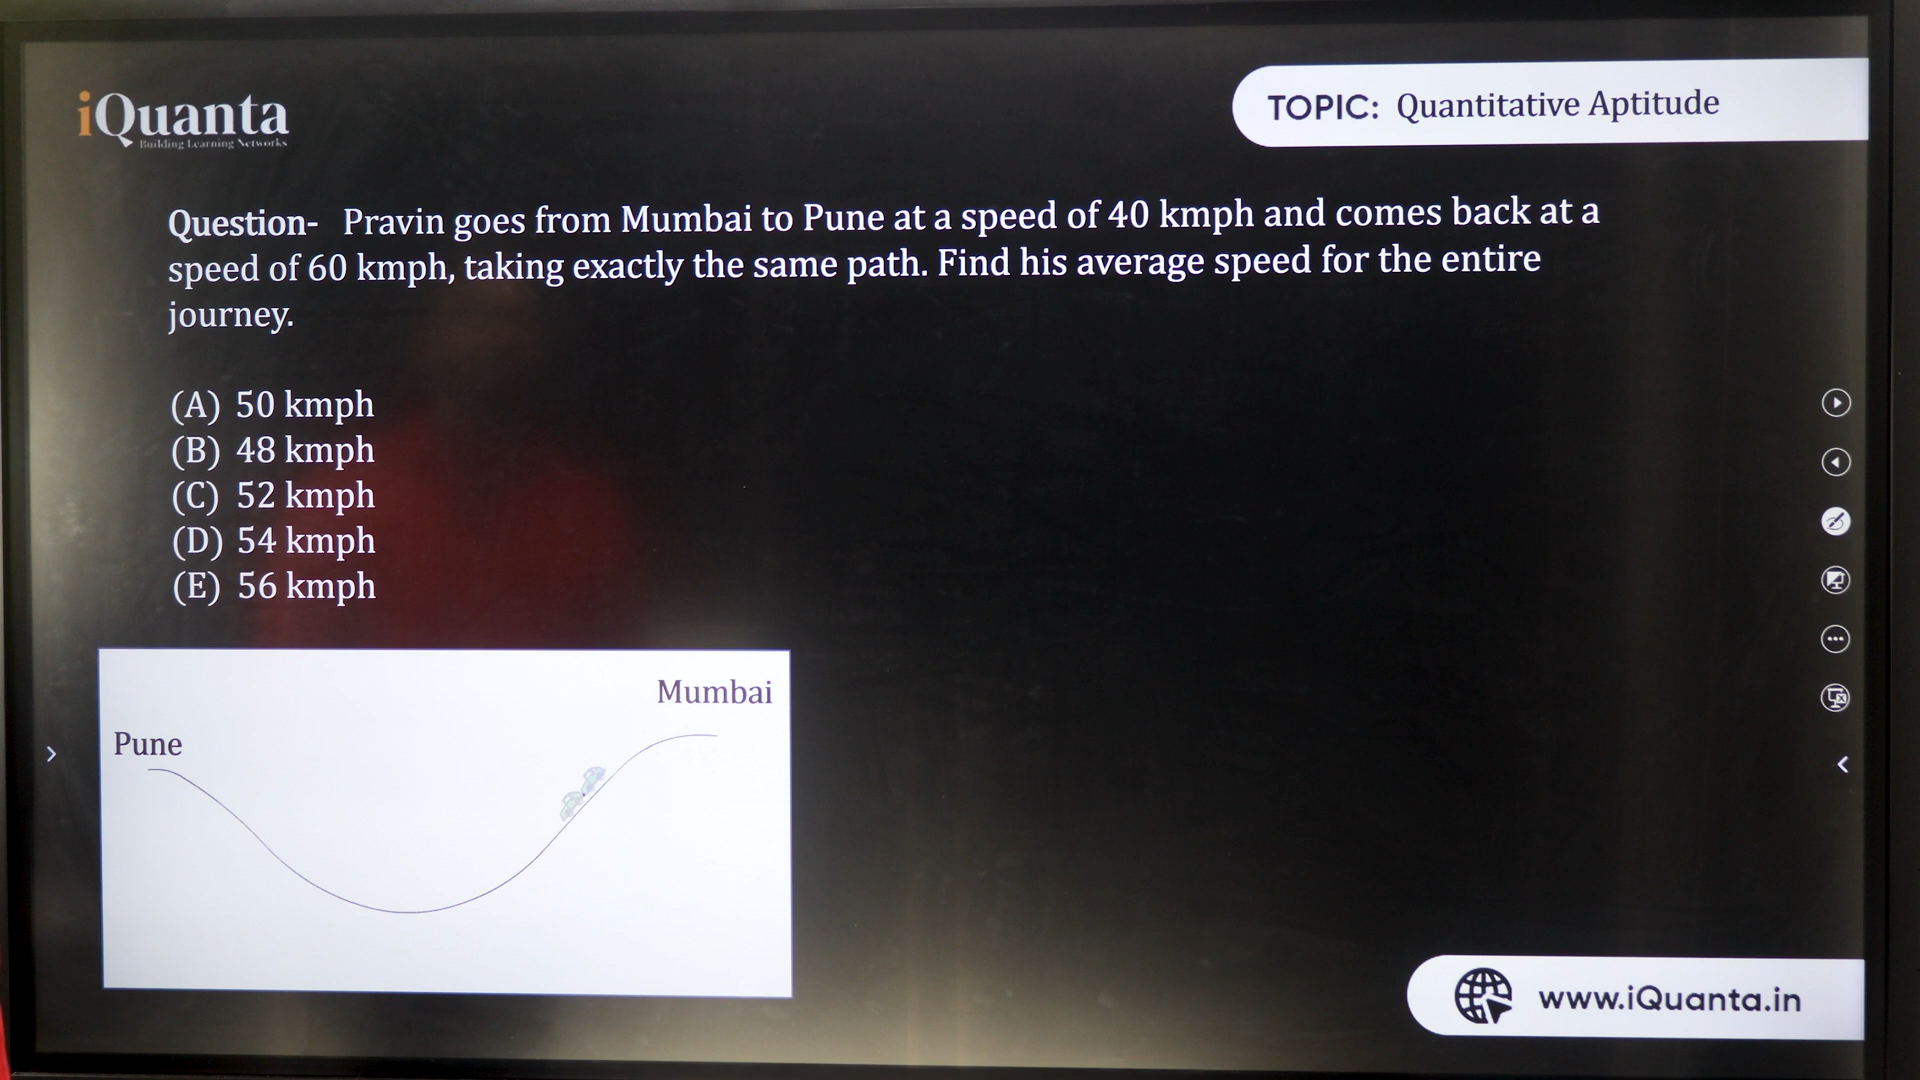 iQuanta
Building Learning Networks
TOPIC: Quantitative Aptitude
Question- Pravin goes from Mumbai to Pune at a speed of 40 kmph and comes back at a
speed of 60 kmph, taking exactly the same path. Find his average speed for the entire
journey.
(A) 50 kmph
(B) 48 kmph
(C) 52 kmph
(D) 54 kmph
(E) 56 kmph
Mumbai
Pune
www.iQuanta.in